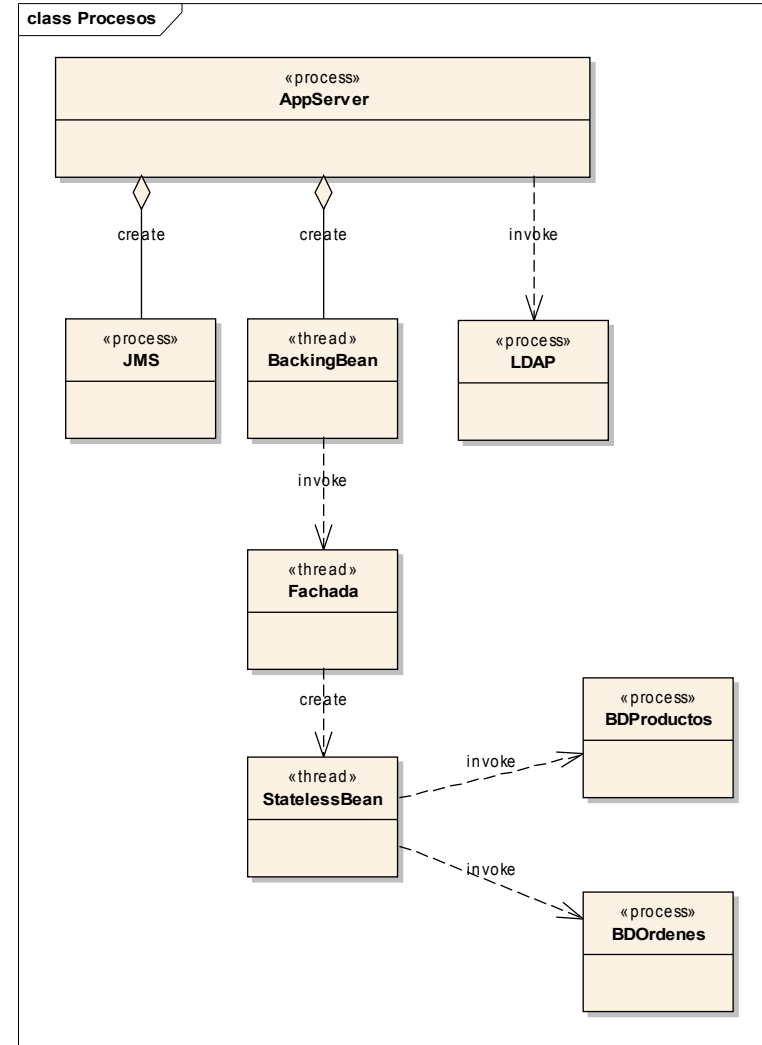 class Procesos
«process»
AppServer
create
create
invoke
«process»
JMS
«thread»
BackingBean
«process»
LDAP
invoke
«thread»
Fachada
create
«thread»
StatelessBean
invoke
«process»
BDProductos
invoke
«process»
BDOrdenes